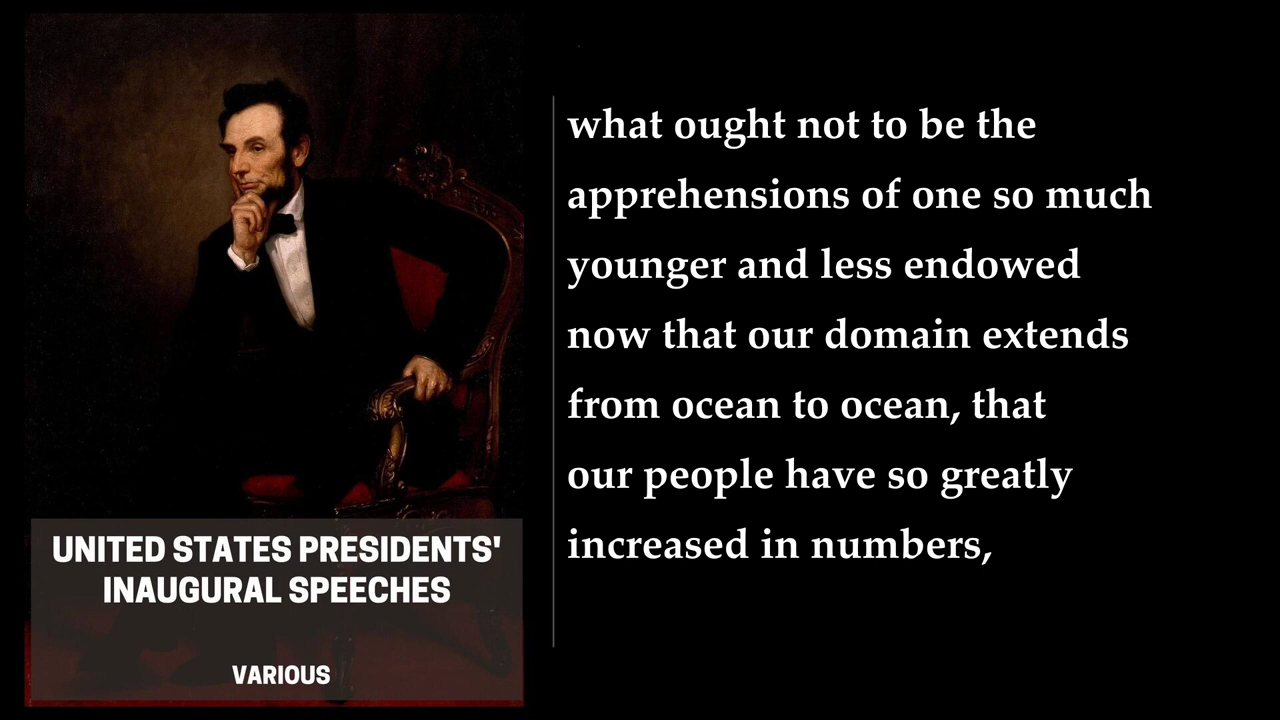 what ought not to be the
apprehensions of one so much
younger and less endowed
now that our domain extends
from ocean to ocean, that
our people have so greatly
increased in numbers,
UNITED STATES PRESIDENTS'
INAUGURAL SPEECHES
VARIOUS